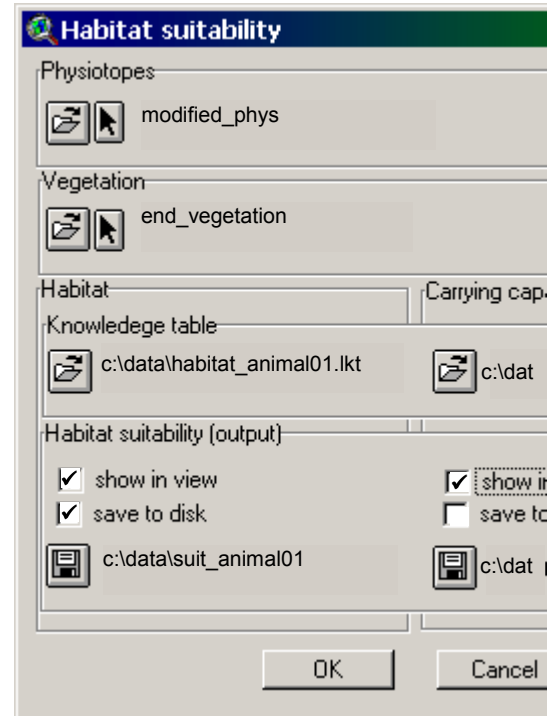 Habitat suitability
Physiotopes
modified_phys
Vegetation
end_vegetation
Habitat
Carrying cap
Knowledege table
c:\data\habitat_animal01.lkt
c:\dat
Habitat suitability (output)
show in view
show in
save to disk
save to
c:\data\suit_animal01
c:\dat
OK
Cancel